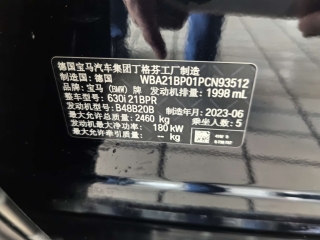 德国宝马汽车集团丁格芬工厂制造
制造国：德国 WBA21BP01PCN93512
品牌：宝马（BMW）牌 发动机排量：1998 mL
整车型号：630i 21BPR
发动机型号：B48B20B 制造年月：2023-06
最大允许总质量：2460 kg 乘坐人数：5
发动机最大净功率：180 kW
最大允许牵引质量：-- kg